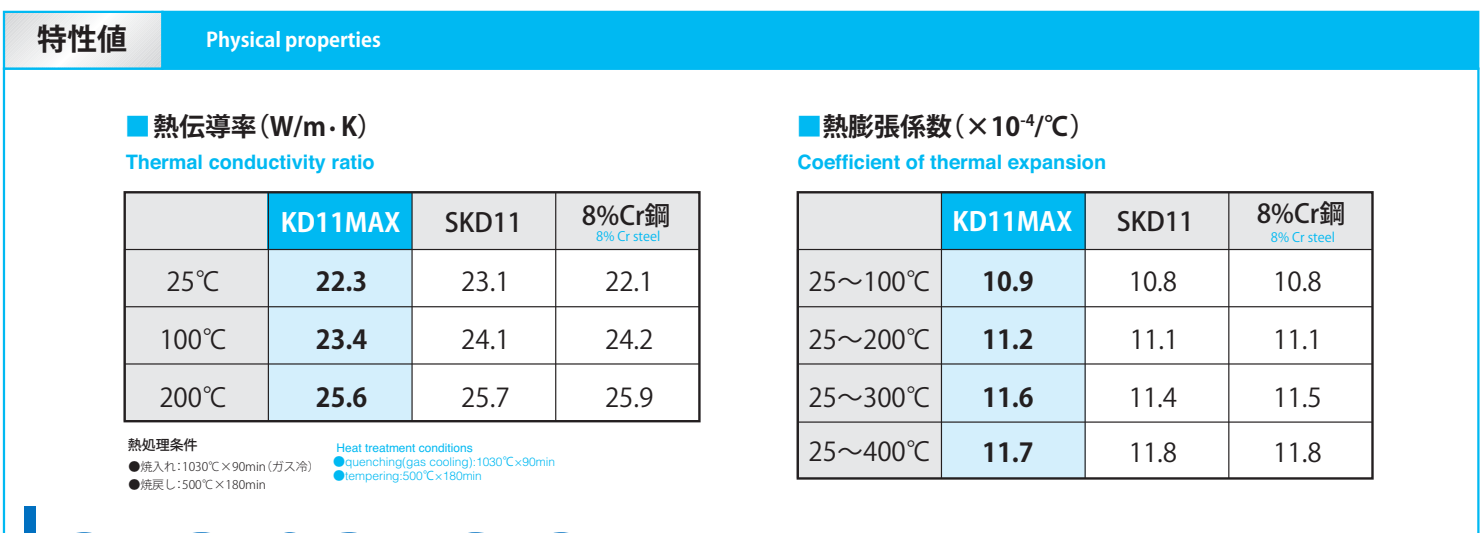 特性値 Physical properties
■熱伝導率（W/m·K）
Thermal conductivity ratio
KD11MAX SKD11 8%Cr鋼
8% Cr steel
25℃ 22.3 23.1 22.1
100℃ 23.4 24.1 24.2
200℃ 25.6 25.7 25.9
熱処理条件
●焼入れ：1030℃×90min（ガス冷）
●焼戻し：500℃×180min
Heat treatment conditions
●quenching(gas cooling):1030℃×90min
●tempering:500℃×180min
■熱膨張係数（×10⁻⁴/℃）
Coefficient of thermal expansion
KD11MAX SKD11 8%Cr鋼
8% Cr steel
25～100℃ 10.9 10.8 10.8
25～200℃ 11.2 11.1 11.1
25～300℃ 11.6 11.4 11.5
25～400℃ 11.7 11.8 11.8